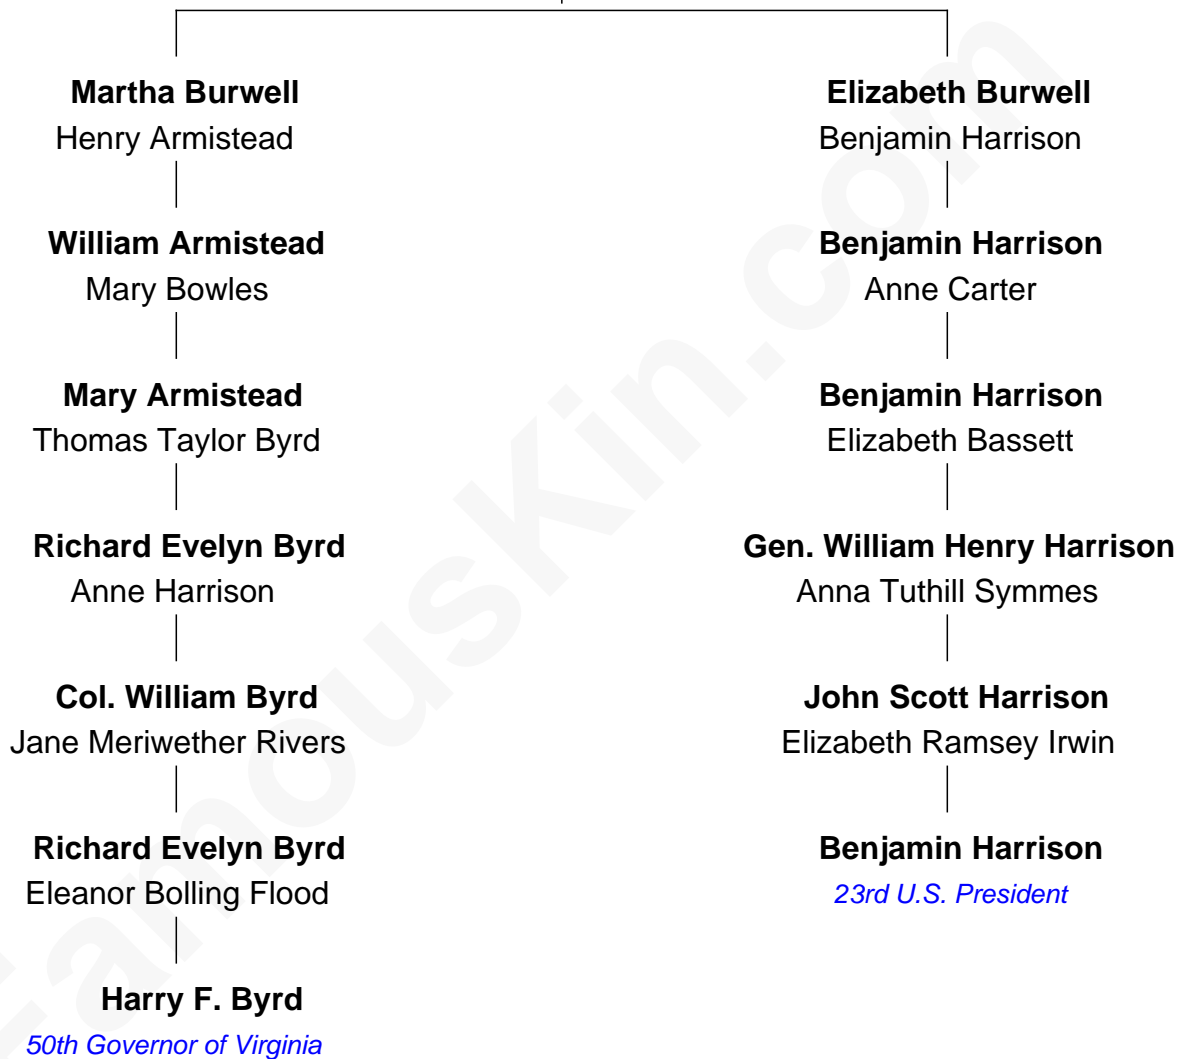 Martha Burwell
Henry Armistead
William Armistead
Mary Bowles
Mary Armistead
Thomas Taylor Byrd
Richard Evelyn Byrd
Anne Harrison
Col. William Byrd
Jane Meriwether Rivers
Richard Evelyn Byrd
Eleanor Bolling Flood
Harry F. Byrd
50th Governor of Virginia
Elizabeth Burwell
Benjamin Harrison
Benjamin Harrison
Anne Carter
Benjamin Harrison
Elizabeth Bassett
Gen. William Henry Harrison
Anna Tuthill Symmes
John Scott Harrison
Elizabeth Ramsey Irwin
Benjamin Harrison
23rd U.S. President
FamousKin.com